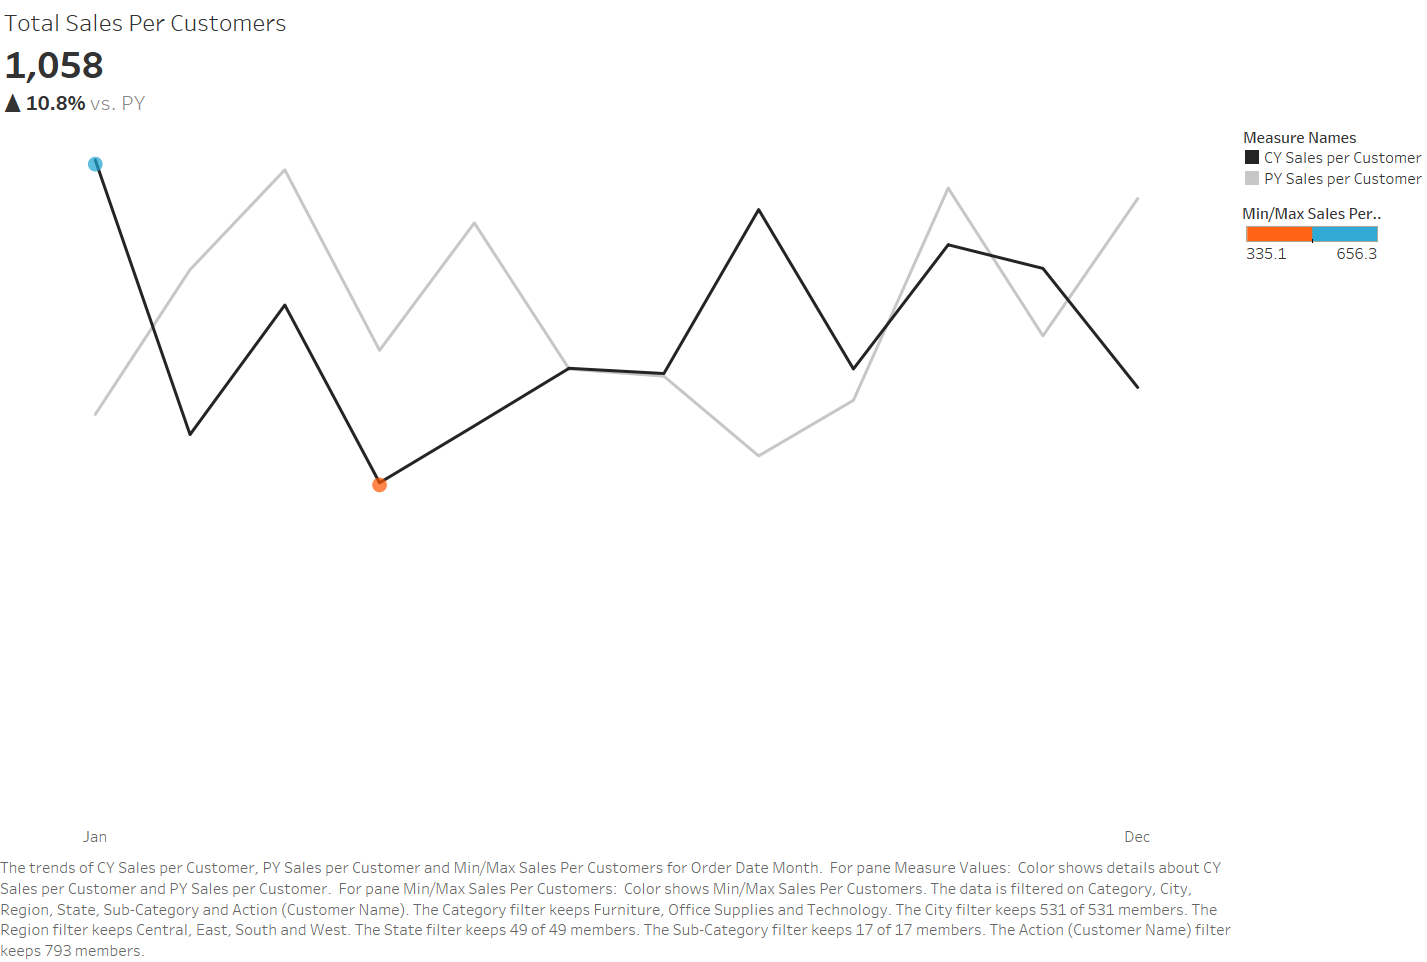 Total Sales Per Customers
1,058
▲ 10.8% vs. PY
Measure Names
CY Sales per Customer
PY Sales per Customer
Min/Max Sales Per..
335.1 656.3
Jan Dec
The trends of CY Sales per Customer, PY Sales per Customer and Min/Max Sales Per Customers for Order Date Month.  For pane Measure Values:  Color shows details about CY
Sales per Customer and PY Sales per Customer.  For pane Min/Max Sales Per Customers:  Color shows Min/Max Sales Per Customers. The data is filtered on Category, City,
Region, State, Sub-Category and Action (Customer Name). The Category filter keeps Furniture, Office Supplies and Technology. The City filter keeps 531 of 531 members. The
Region filter keeps Central, East, South and West. The State filter keeps 49 of 49 members. The Sub-Category filter keeps 17 of 17 members. The Action (Customer Name) filter
keeps 793 members.